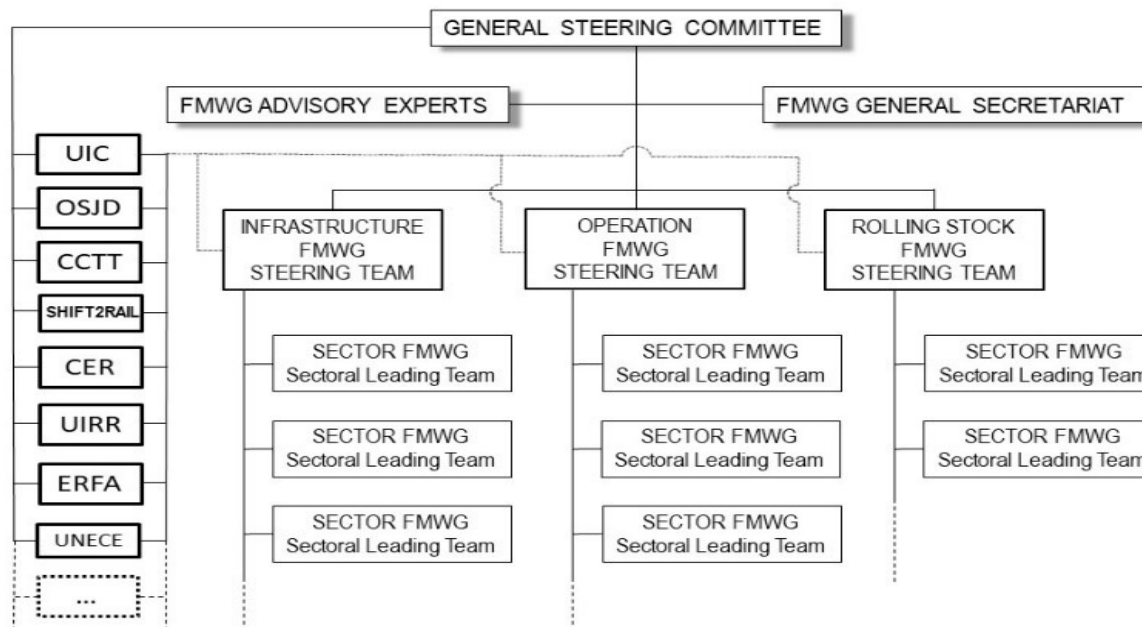 GENERAL STEERING COMMITTEE
FMWG ADVISORY EXPERTS
FMWG GENERAL SECRETARIAT
UIC
OSJD
CCTT
SHIFT2RAIL
CER
UIRR
ERFA
UNECE
...
INFRASTRUCTURE
FMWG
STEERING TEAM
OPERATION
FMWG
STEERING TEAM
ROLLING STOCK
FMWG
STEERING TEAM
SECTOR FMWG
Sectoral Leading Team
SECTOR FMWG
Sectoral Leading Team
SECTOR FMWG
Sectoral Leading Team
SECTOR FMWG
Sectoral Leading Team
SECTOR FMWG
Sectoral Leading Team
SECTOR FMWG
Sectoral Leading Team
SECTOR FMWG
Sectoral Leading Team
SECTOR FMWG
Sectoral Leading Team